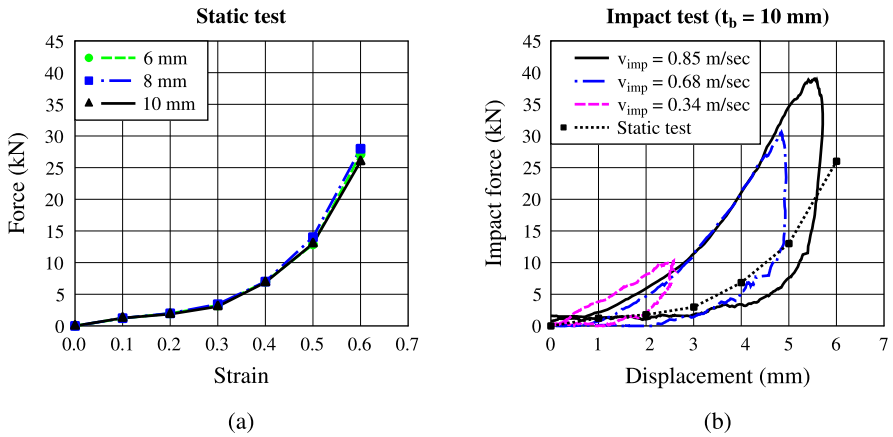 Static test
45
40
35
30
25
20
15
10
5
0
Force (kN)
6 mm
8 mm
10 mm
0.0 0.1 0.2 0.3 0.4 0.5 0.6 0.7
Strain
(a)
Impact test (t_b = 10 mm)
45
40
35
30
25
20
15
10
5
0
Impact force (kN)
v_imp = 0.85 m/sec
v_imp = 0.68 m/sec
v_imp = 0.34 m/sec
Static test
0 1 2 3 4 5 6 7
Displacement (mm)
(b)